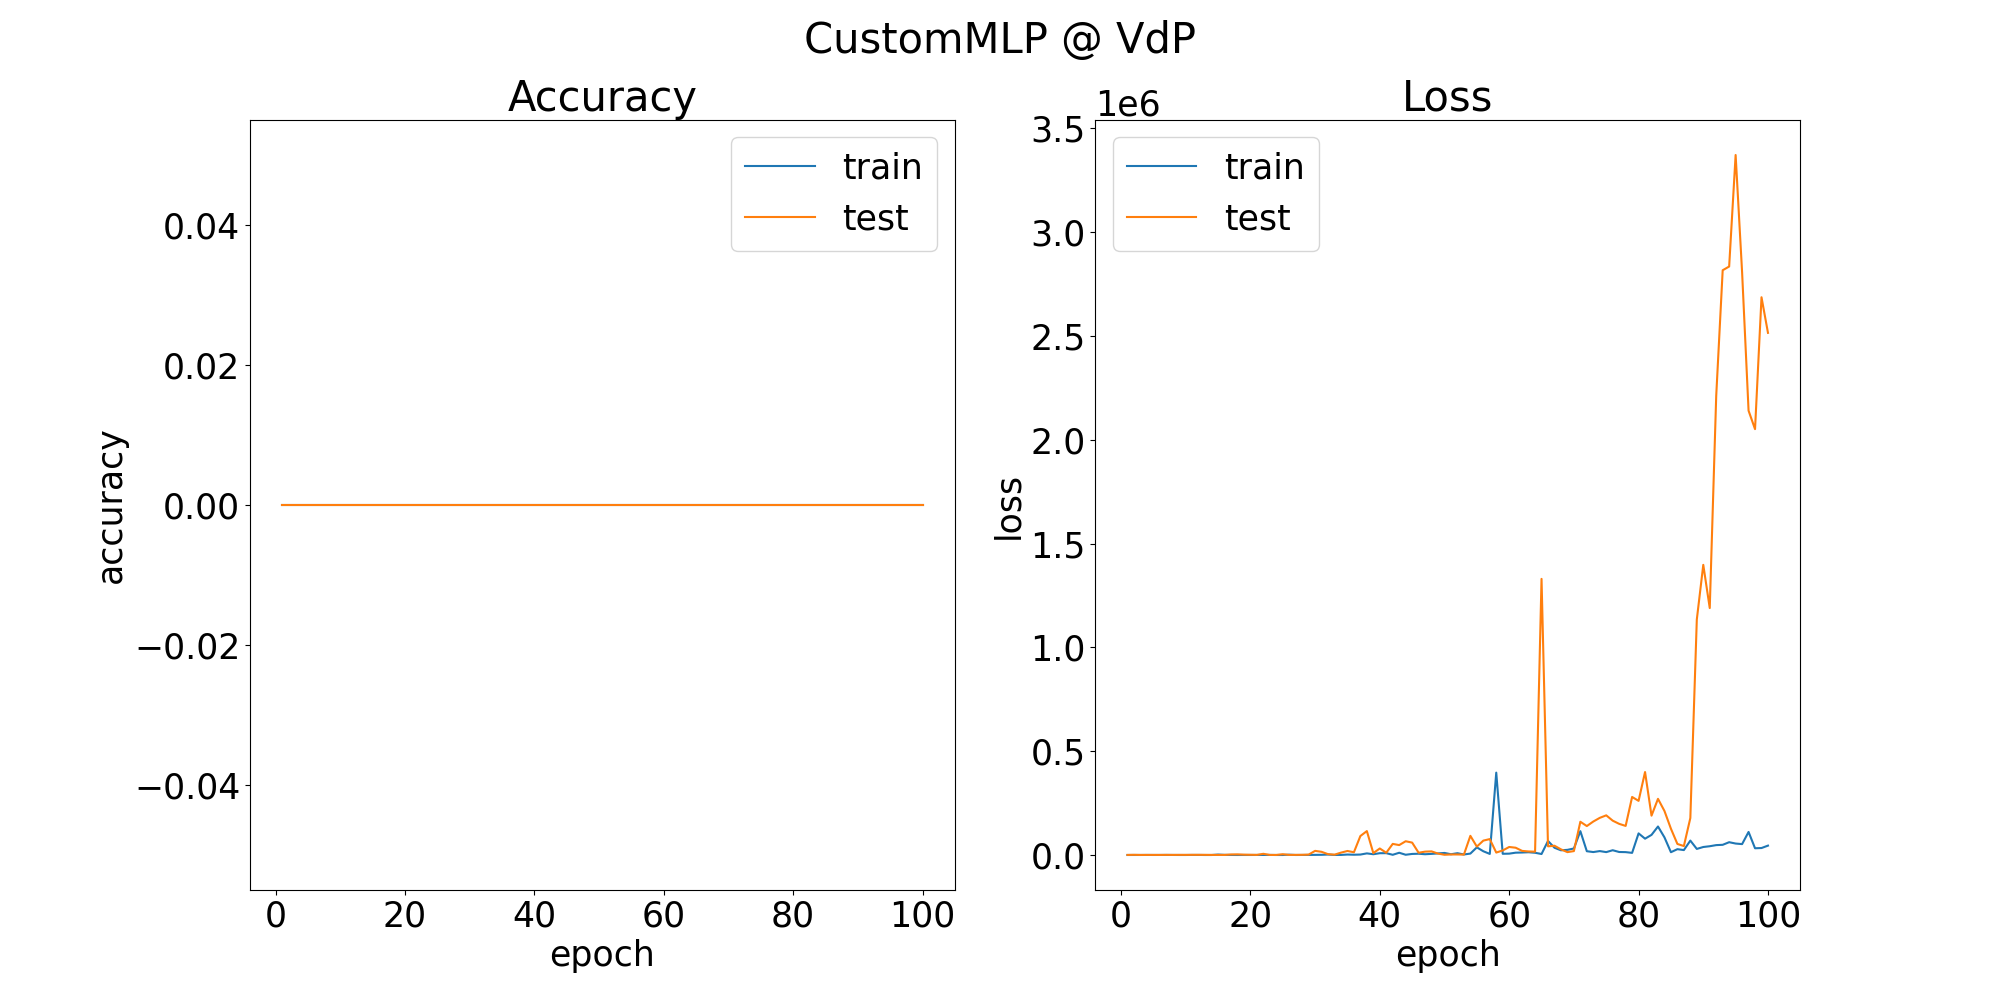 CustomMLP @ VdP
Accuracy
train
test
0.04
0.02
0.00
−0.02
−0.04
accuracy
0 20 40 60 80 100
epoch
Loss
1e6
train
test
3.5
3.0
2.5
2.0
1.5
1.0
0.5
0.0
loss
0 20 40 60 80 100
epoch